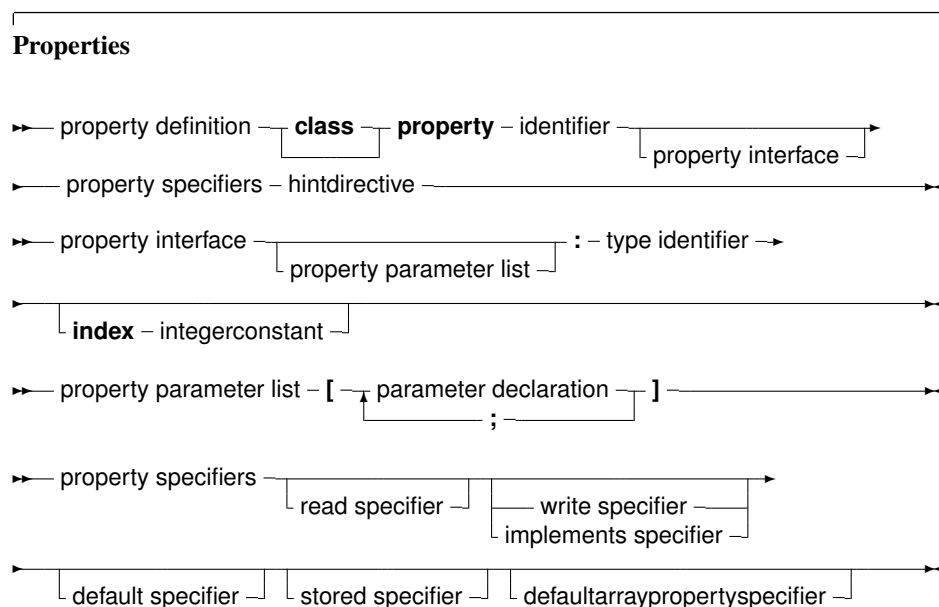 Properties
property definition class property identifier
property interface
property specifiers hintdirective
property interface : type identifier
property parameter list
index integerconstant
property parameter list [ parameter declaration ]
;
property specifiers
read specifier write specifier
implements specifier
default specifier stored specifier defaultarraypropertyspecifier